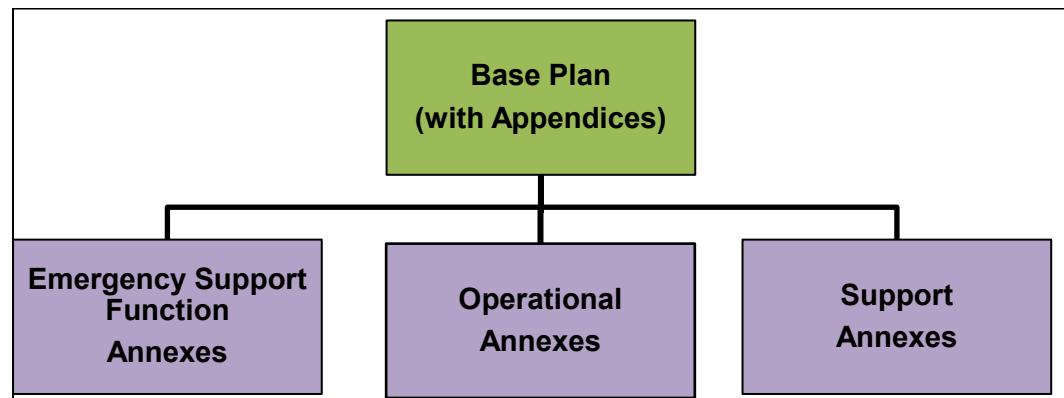 Base Plan
(with Appendices)
Emergency Support
Function
Annexes
Operational
Annexes
Support
Annexes